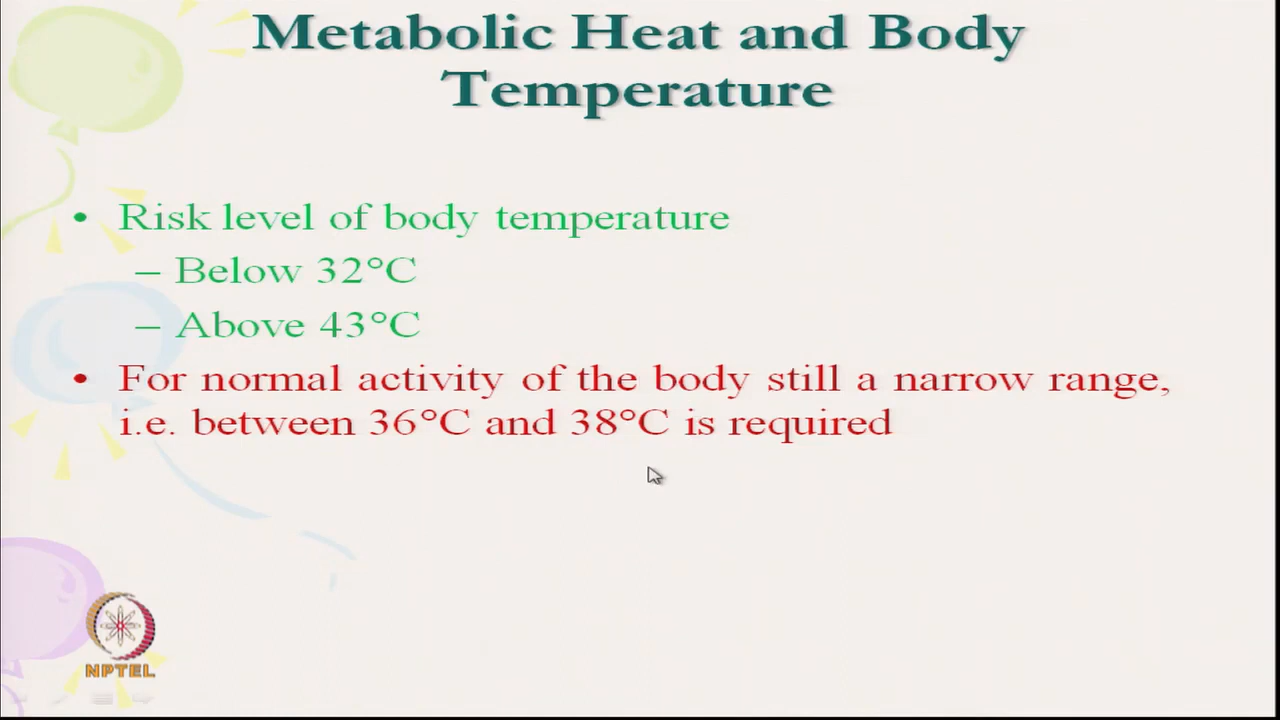 Metabolic Heat and Body
Temperature
• Risk level of body temperature
– Below 32°C
– Above 43°C
• For normal activity of the body still a narrow range,
i.e. between 36°C and 38°C is required
NPTEL